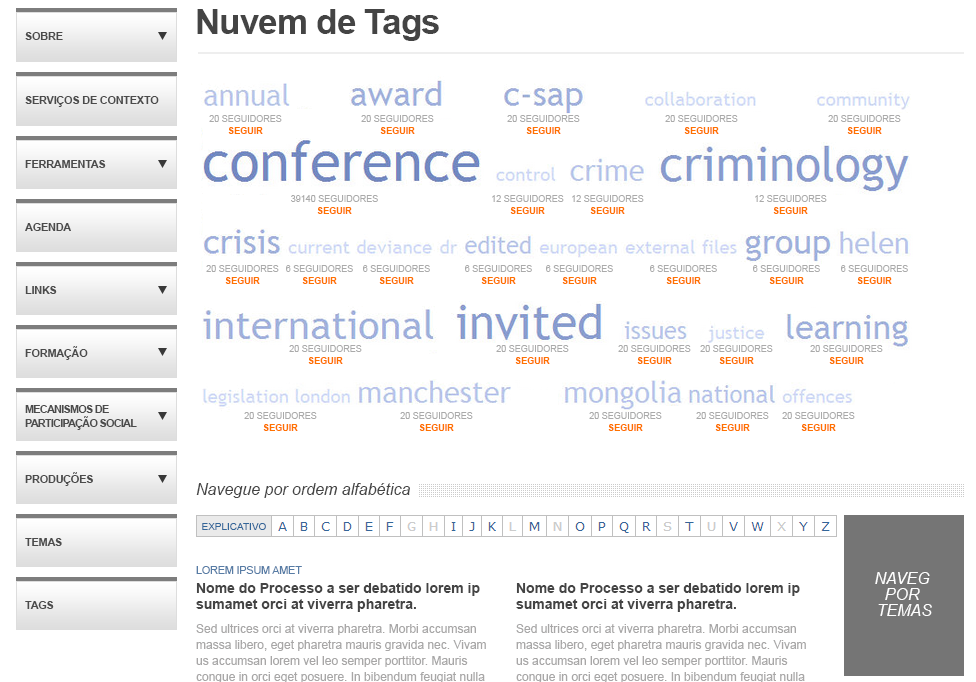 SOBRE
SERVIÇOS DE CONTEXTO
FERRAMENTAS
AGENDA
LINKS
FORMAÇÃO
MECANISMOS DE
PARTICIPAÇÃO SOCIAL
PRODUÇÕES
TEMAS
TAGS
Nuvem de Tags
annual award c-sap collaboration community
20 SEGUIDORES 20 SEGUIDORES 20 SEGUIDORES 20 SEGUIDORES 20 SEGUIDORES
SEGUIR SEGUIR SEGUIR SEGUIR SEGUIR
conference control crime criminology
39140 SEGUIDORES 12 SEGUIDORES 12 SEGUIDORES 12 SEGUIDORES
SEGUIR SEGUIR SEGUIR SEGUIR
crisis current deviance dr edited european external files group helen
20 SEGUIDORES 6 SEGUIDORES 6 SEGUIDORES 6 SEGUIDORES 6 SEGUIDORES 6 SEGUIDORES 6 SEGUIDORES 6 SEGUIDORES
SEGUIR SEGUIR SEGUIR SEGUIR SEGUIR SEGUIR SEGUIR SEGUIR
international invited issues justice learning
20 SEGUIDORES 20 SEGUIDORES 20 SEGUIDORES 20 SEGUIDORES 20 SEGUIDORES
SEGUIR SEGUIR SEGUIR SEGUIR SEGUIR
legislation london manchester mongolia national offences
20 SEGUIDORES 20 SEGUIDORES 20 SEGUIDORES 20 SEGUIDORES 20 SEGUIDORES
SEGUIR SEGUIR SEGUIR SEGUIR SEGUIR
Navegue por ordem alfabética
EXPLICATIVO A B C D E F G H I J K L M N O P Q R S T U V W X Y Z
LOREM IPSUM AMET
Nome do Processo a ser debatido lorem ip
sumamet orci at viverra pharetra.
Sed ultrices orci at viverra pharetra. Morbi accumsan
massa libero, eget pharetra mauris gravida nec. Vivam
us accumsan lorem vel leo semper porttitor. Mauris
congue in orci eget posuere. In bibendum feugiat nulla
Nome do Processo a ser debatido lorem ip
sumamet orci at viverra pharetra.
Sed ultrices orci at viverra pharetra. Morbi accumsan
massa libero, eget pharetra mauris gravida nec. Vivam
us accumsan lorem vel leo semper porttitor. Mauris
congue in orci eget posuere. In bibendum feugiat nulla
NAVEG
POR
TEMAS